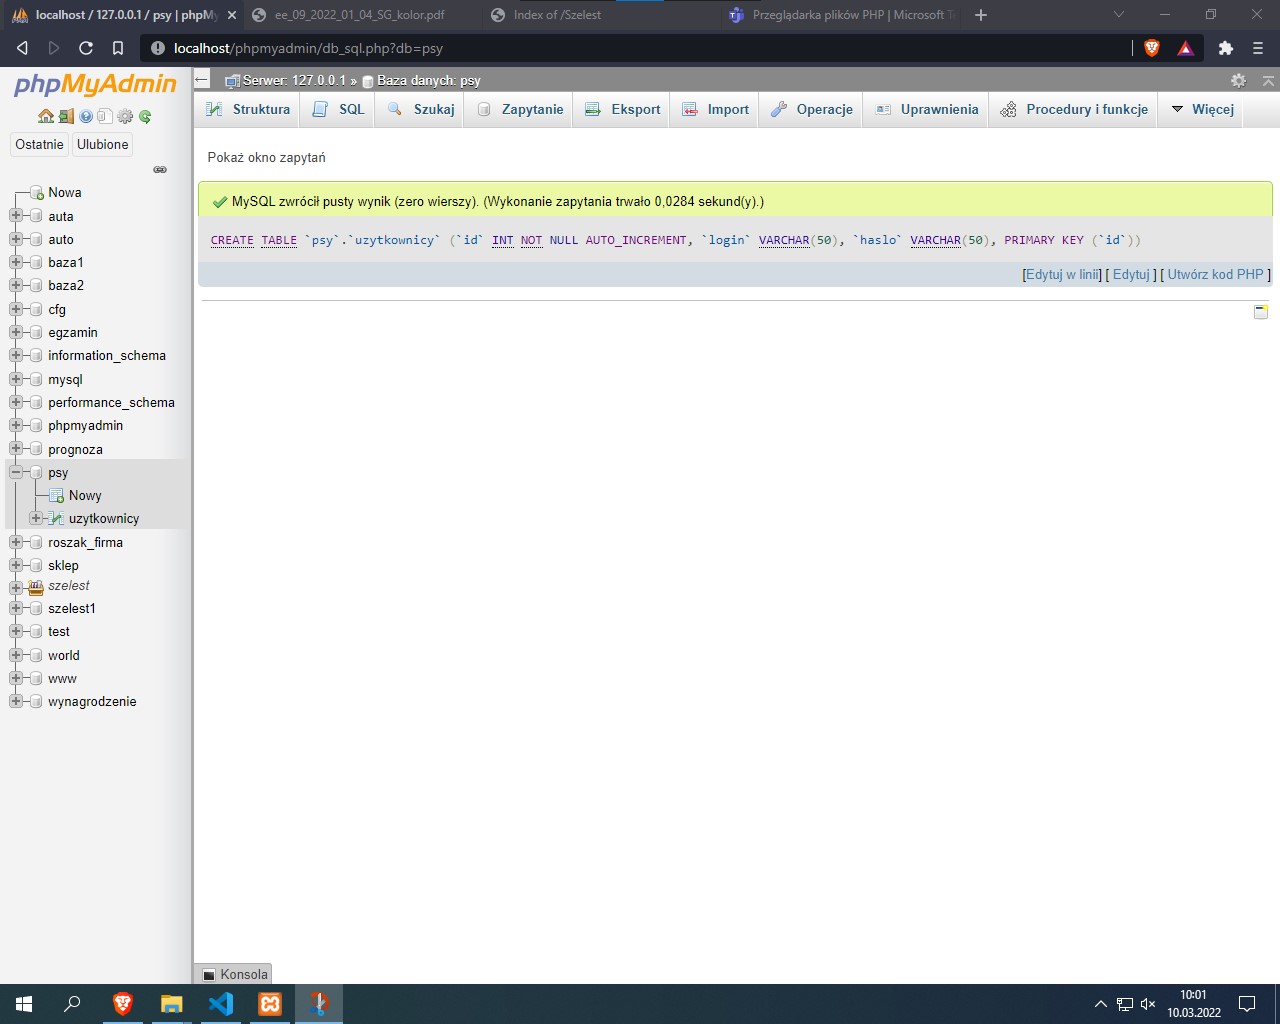 localhost / 127.0.0.1 / psy | phpMy
ee_09_2022_01_04_SG_kolor.pdf
Index of /Szelest
Przeglądarka plików PHP | Microsoft T
localhost/phpmyadmin/db_sql.php?db=psy
phpMyAdmin
Serwer: 127.0.0.1 » Baza danych: psy
Struktura
SQL
Szukaj
Zapytanie
Eksport
Import
Operacje
Uprawnienia
Procedury i funkcje
Więcej
Ostatnie
Ulubione
Nowa
auta
auto
baza1
baza2
cfg
egzamin
information_schema
mysql
performance_schema
phpmyadmin
prognoza
psy
Nowy
uzytkownicy
roszak_firma
sklep
szelest
szelest1
test
world
www
wynagrodzenie
Pokaż okno zapytań
MySQL zwrócił pusty wynik (zero wierszy). (Wykonanie zapytania trwało 0,0284 sekund(y).)
CREATE TABLE `psy`.`uzytkownicy` (`id` INT NOT NULL AUTO_INCREMENT, `login` VARCHAR(50), `haslo` VARCHAR(50), PRIMARY KEY (`id`))
[Edytuj w linii] [ Edytuj ] [ Utwórz kod PHP ]
Konsola
10:01
10.03.2022